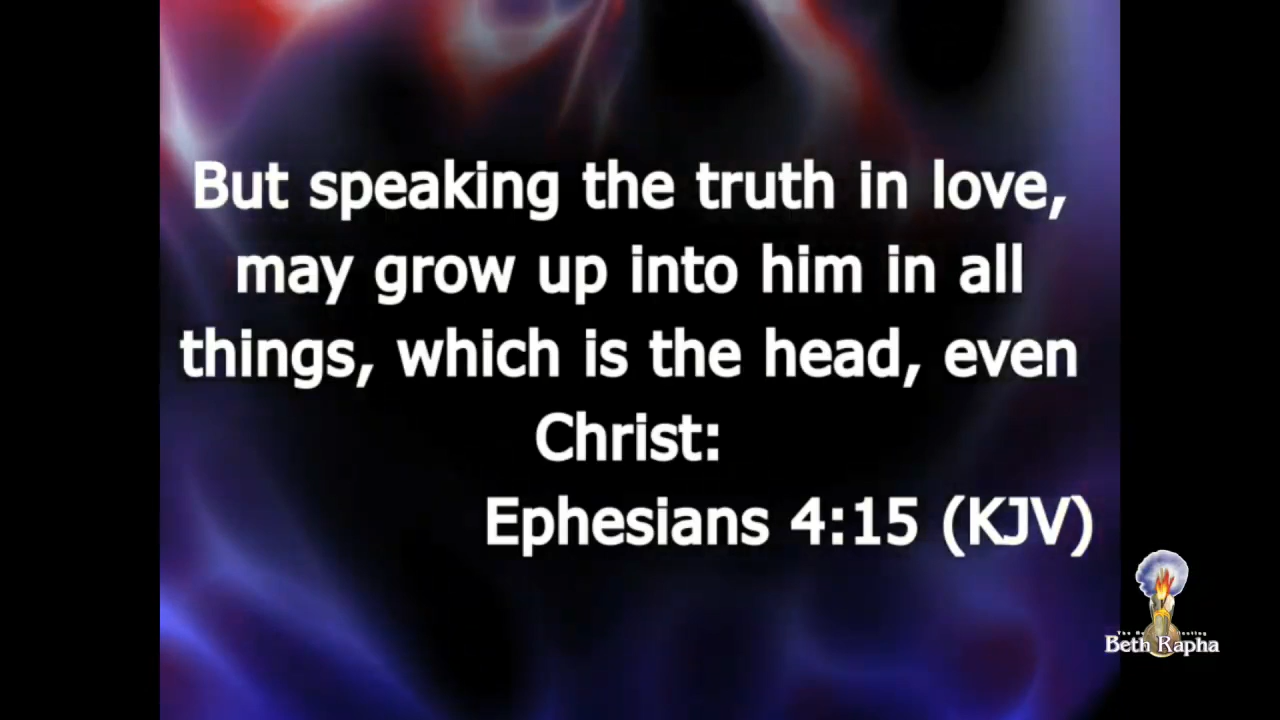 But speaking the truth in love,
may grow up into him in all
things, which is the head, even
Christ:
Ephesians 4:15 (KJV)
Beth Rapha